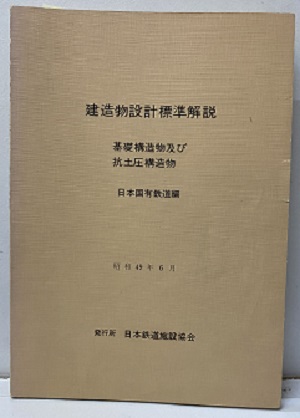 建造物設計標準解説
基礎構造物及び
抗土圧構造物
日本国有鉄道編
昭和49年6月
発行所 日本鉄道施設協会